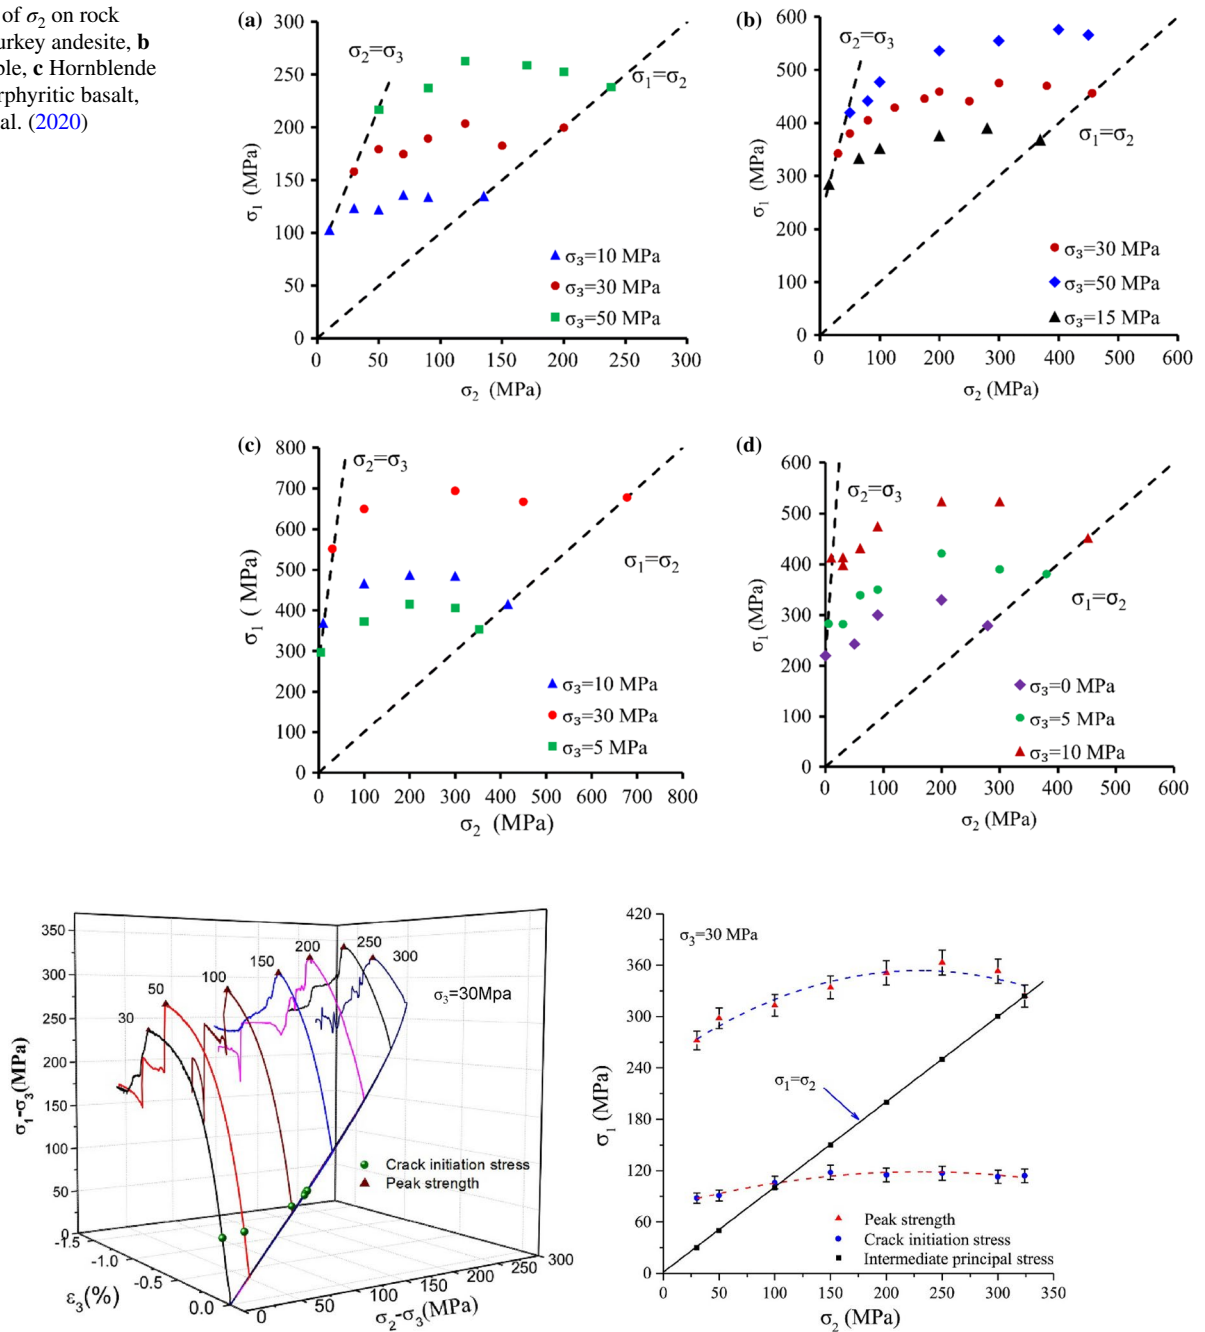 of σ2 on rock
urkey andesite, b
ble, c Hornblende
rphyritic basalt,
al. (2020)
(a)
300
250
200
150
100
50
0
σ1 (MPa)
σ2=σ3
σ1=σ2
σ3=10 MPa
σ3=30 MPa
σ3=50 MPa
0 50 100 150 200 250 300
σ2 (MPa)
(b)
600
500
400
300
200
100
0
σ1 (MPa)
σ2=σ3
σ1=σ2
σ3=30 MPa
σ3=50 MPa
σ3=15 MPa
0 100 200 300 400 500 600
σ2 (MPa)
(c)
800
700
600
500
400
300
200
100
0
σ1 ( MPa)
σ2=σ3
σ1=σ2
σ3=10 MPa
σ3=30 MPa
σ3=5 MPa
0 100 200 300 400 500 600 700 800
σ2 (MPa)
(d)
600
500
400
300
200
100
0
σ1 (MPa)
σ2=σ3
σ1=σ2
σ3=0 MPa
σ3=5 MPa
σ3=10 MPa
0 100 200 300 400 500 600
σ2 (MPa)
350
300
250
200
150
100
50
0
σ1-σ3(MPa)
30
50
100
150
200
250
300
σ3=30Mpa
Crack initiation stress
Peak strength
-1.5
-1.0
-0.5
0.0
ε3(%)
0 50 100 150 200 250 300
σ2-σ3(MPa)
420
360
300
240
180
120
60
0
σ1 (MPa)
σ3=30 MPa
σ1=σ2
Peak strength
Crack initiation stress
Intermediate principal stress
0 50 100 150 200 250 300 350
σ2 (MPa)